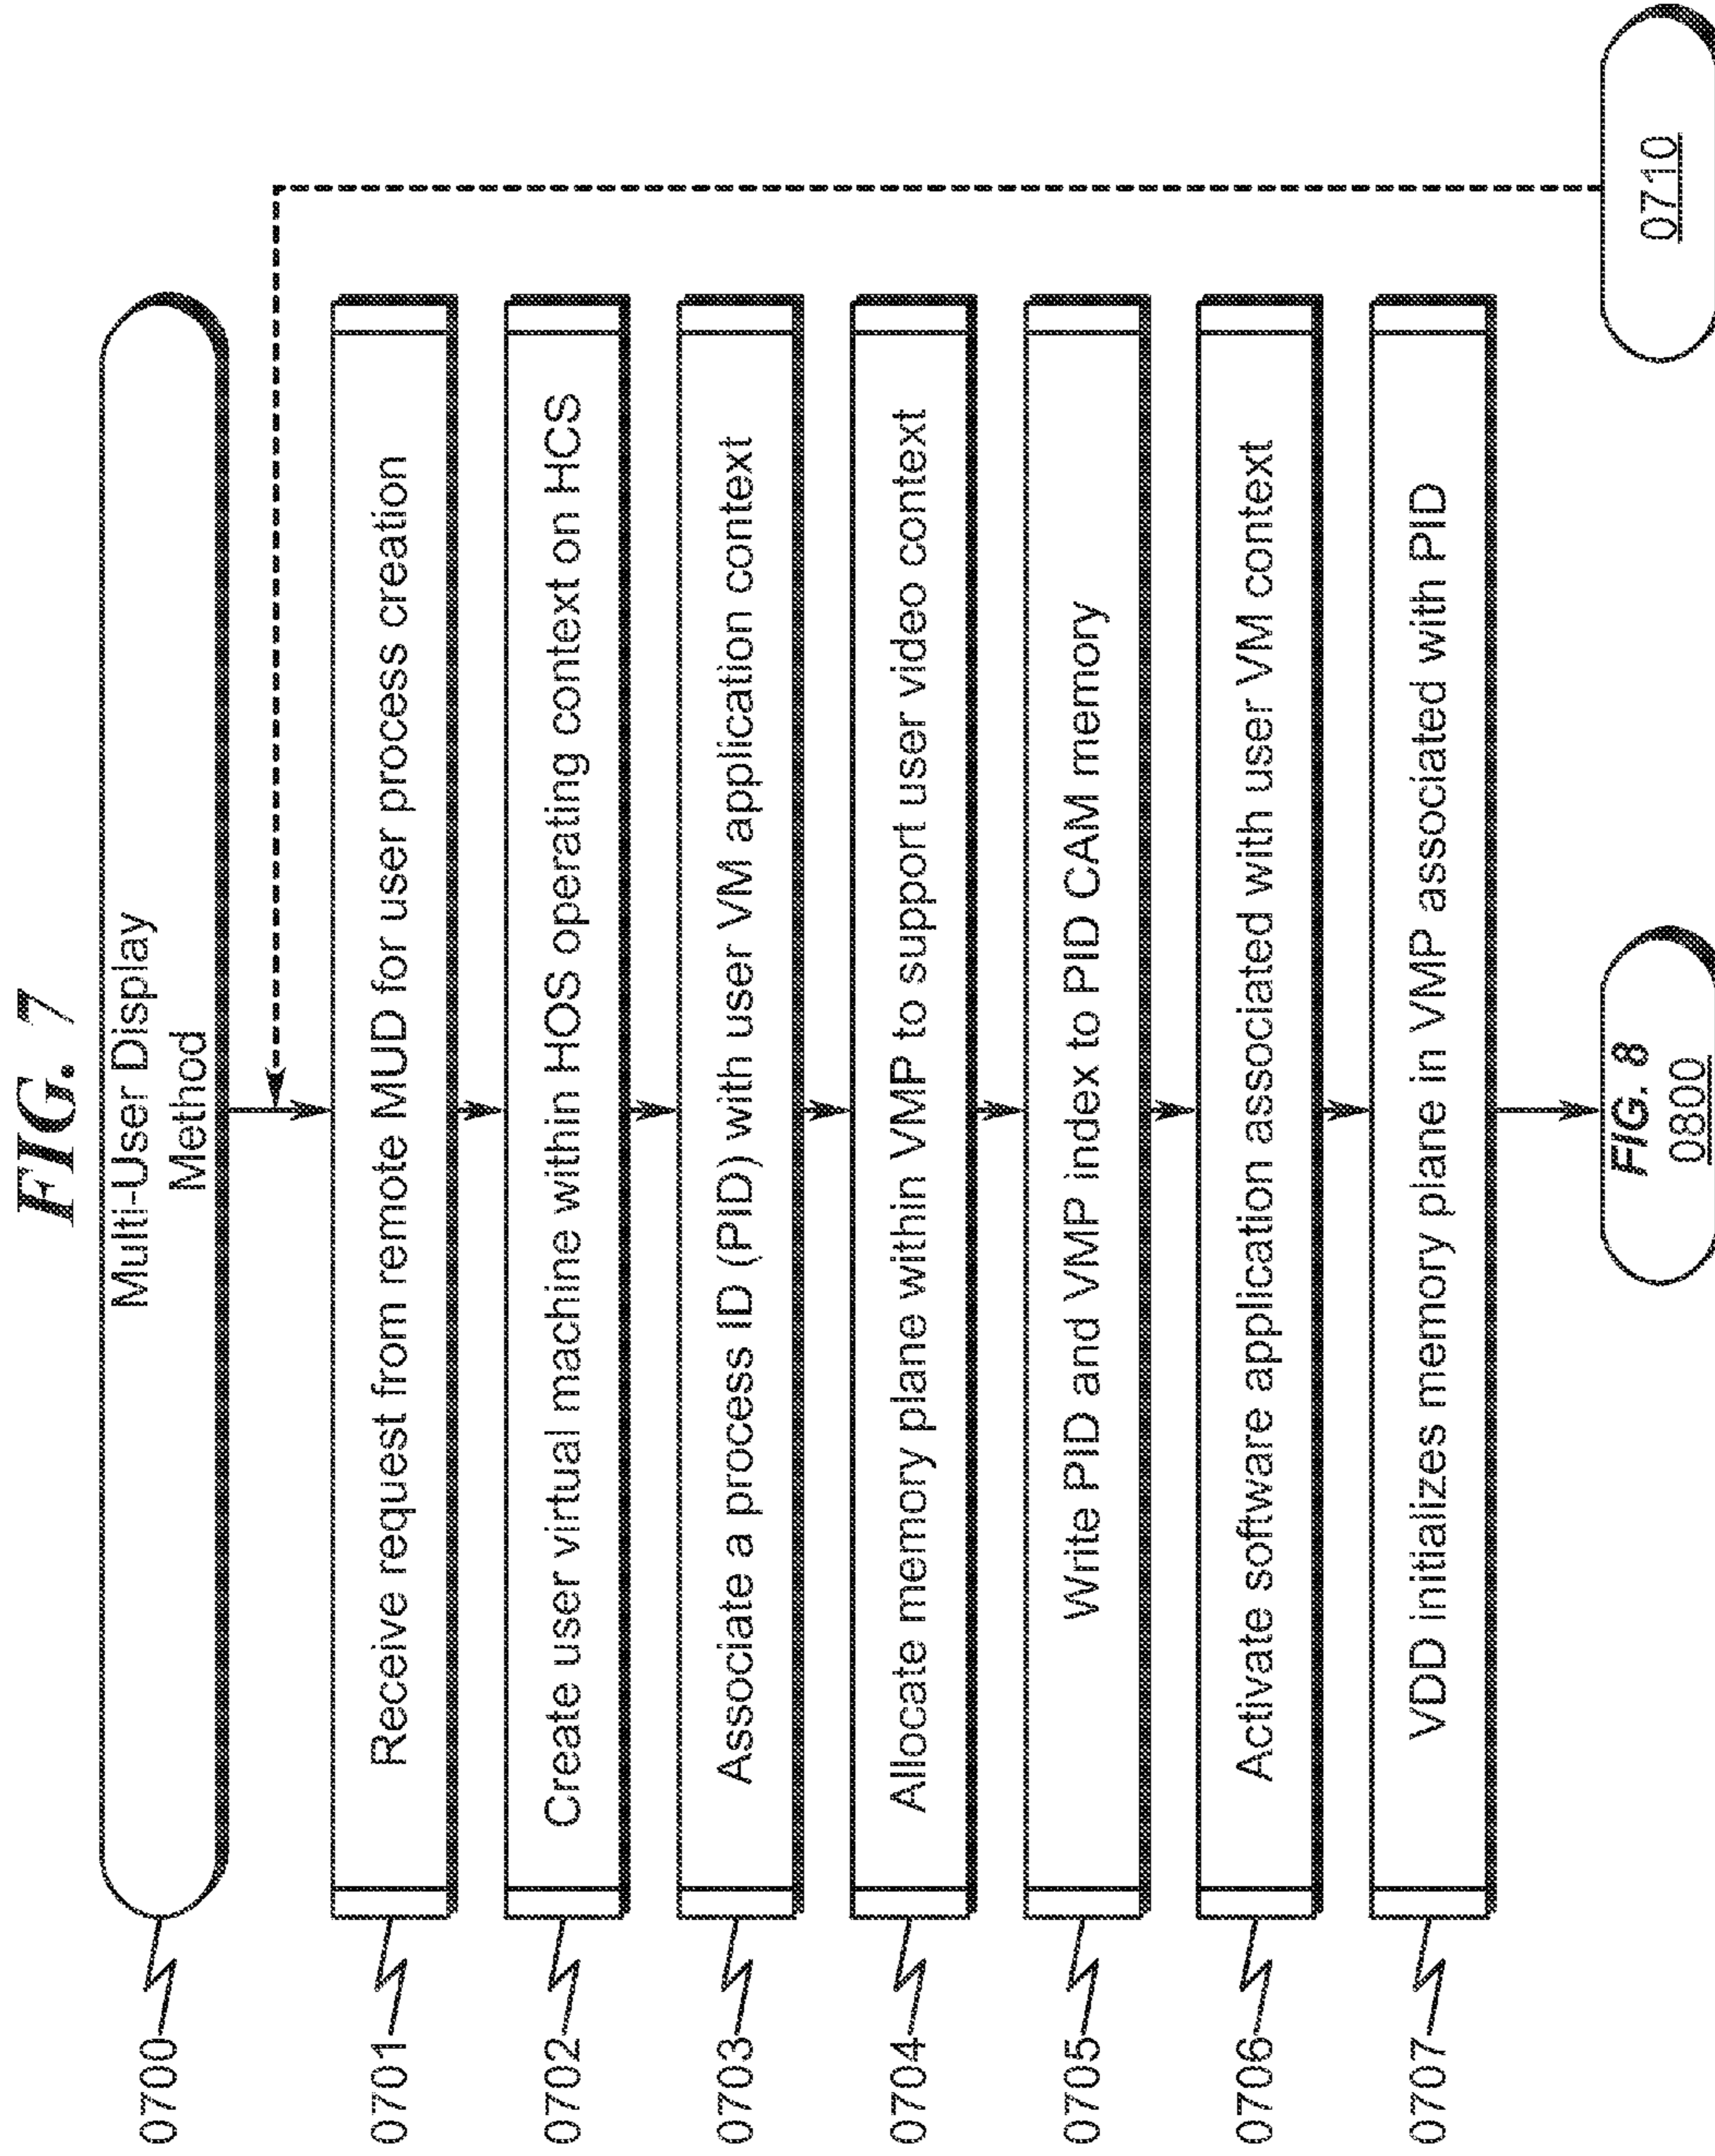 FIG. 7
Multi-User Display
Method
0700
Receive request from remote MUD for user process creation
0701
Create user virtual machine within HOS operating context on HCS
0702
Associate a process ID (PID) with user VM application context
0703
Allocate memory plane within VMP to support user video context
0704
Write PID and VMP index to PID CAM memory
0705
Activate software application associated with user VM context
0706
VDD initializes memory plane in VMP associated with PID
0707
FIG. 8
0800
0710